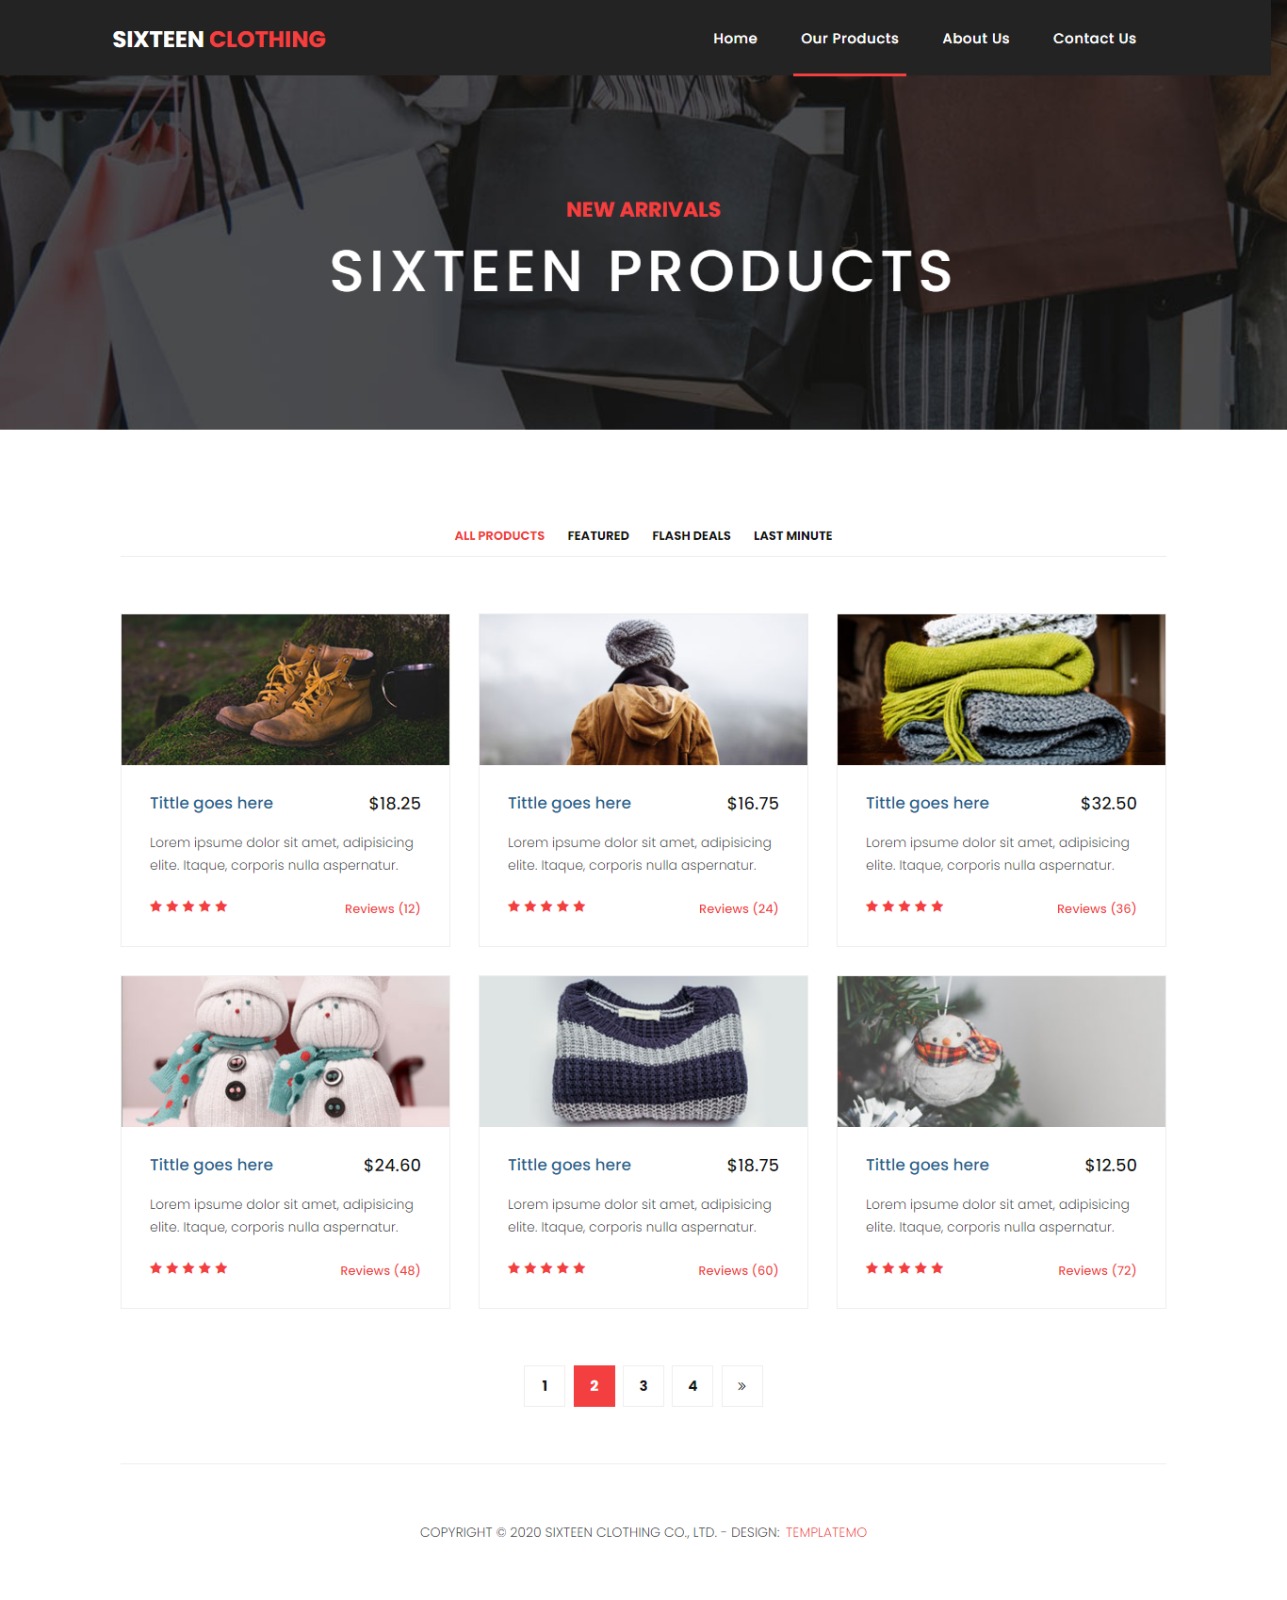 SIXTEEN CLOTHING
Home Our Products About Us Contact Us
NEW ARRIVALS
SIXTEEN PRODUCTS
ALL PRODUCTS FEATURED FLASH DEALS LAST MINUTE
Tittle goes here $18.25
Lorem ipsume dolor sit amet, adipisicing
elite. Itaque, corporis nulla aspernatur.
Reviews (12)
Tittle goes here $16.75
Lorem ipsume dolor sit amet, adipisicing
elite. Itaque, corporis nulla aspernatur.
Reviews (24)
Tittle goes here $32.50
Lorem ipsume dolor sit amet, adipisicing
elite. Itaque, corporis nulla aspernatur.
Reviews (36)
Tittle goes here $24.60
Lorem ipsume dolor sit amet, adipisicing
elite. Itaque, corporis nulla aspernatur.
Reviews (48)
Tittle goes here $18.75
Lorem ipsume dolor sit amet, adipisicing
elite. Itaque, corporis nulla aspernatur.
Reviews (60)
Tittle goes here $12.50
Lorem ipsume dolor sit amet, adipisicing
elite. Itaque, corporis nulla aspernatur.
Reviews (72)
1 2 3 4 »
COPYRIGHT © 2020 SIXTEEN CLOTHING CO., LTD. - DESIGN: TEMPLATEMO